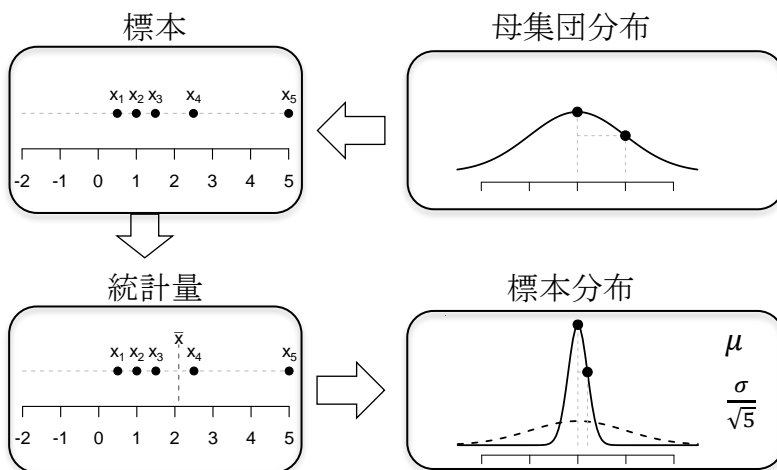 標本
x₁ x₂ x₃ x₄ x₅
-2 -1 0 1 2 3 4 5
母集団分布
統計量
x̄
x₁ x₂ x₃ x₄ x₅
-2 -1 0 1 2 3 4 5
標本分布
μ
σ/√5